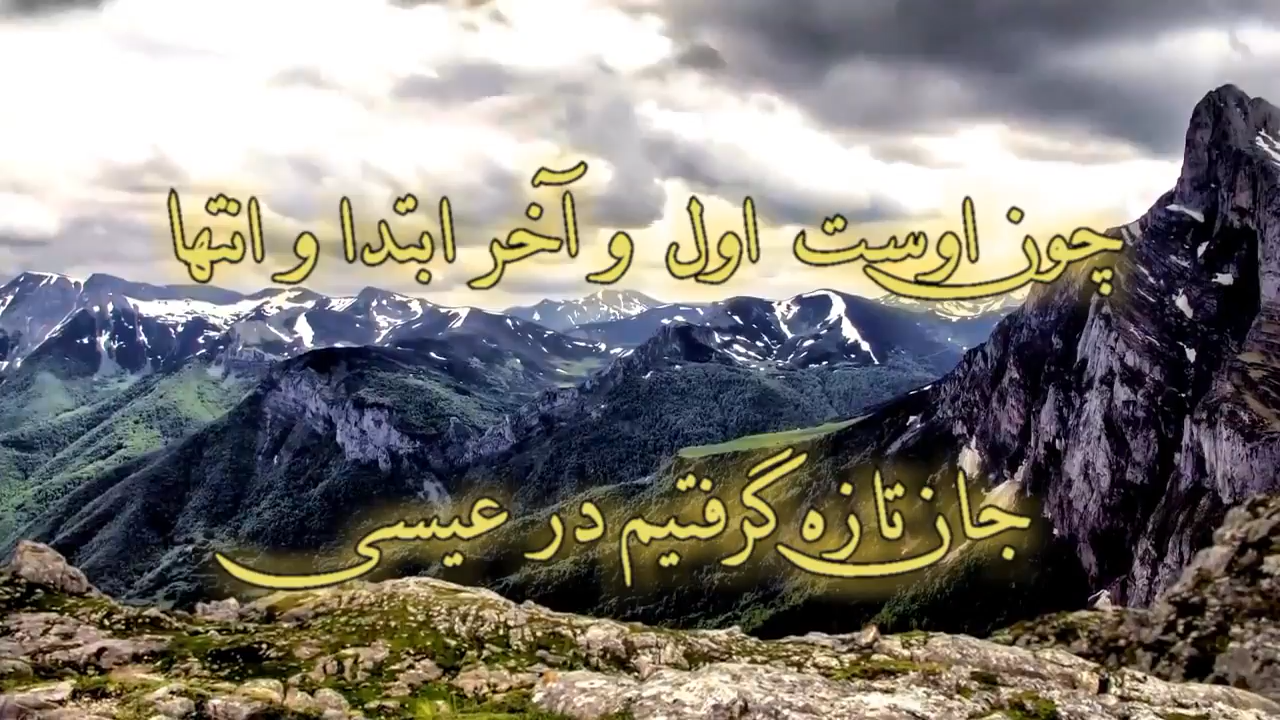 چون اوست اول و آخر ابتدا و انتها
جان تازه گرفتیم در عیسی